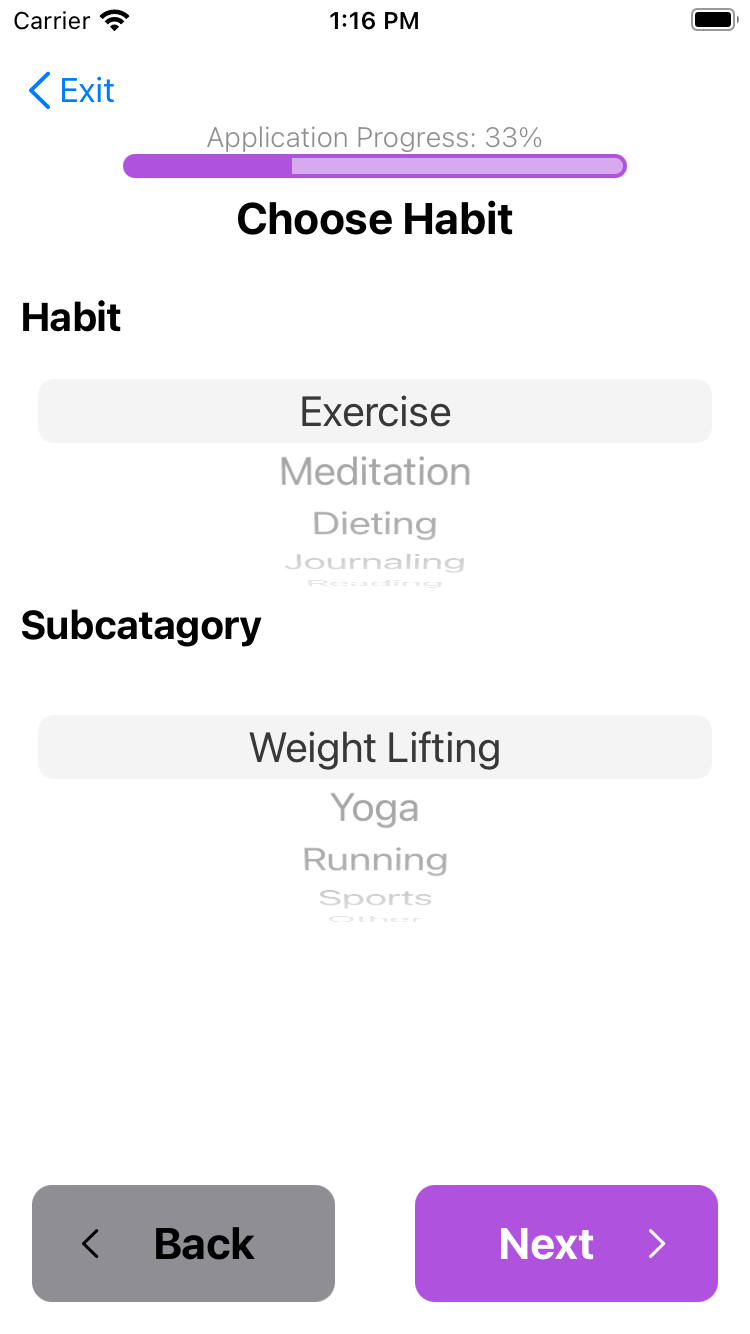 Carrier 1:16 PM
Exit
Application Progress: 33%
Choose Habit
Habit
Exercise
Meditation
Dieting
Journaling
Reading
Subcatagory
Weight Lifting
Yoga
Running
Sports
Other
Back Next